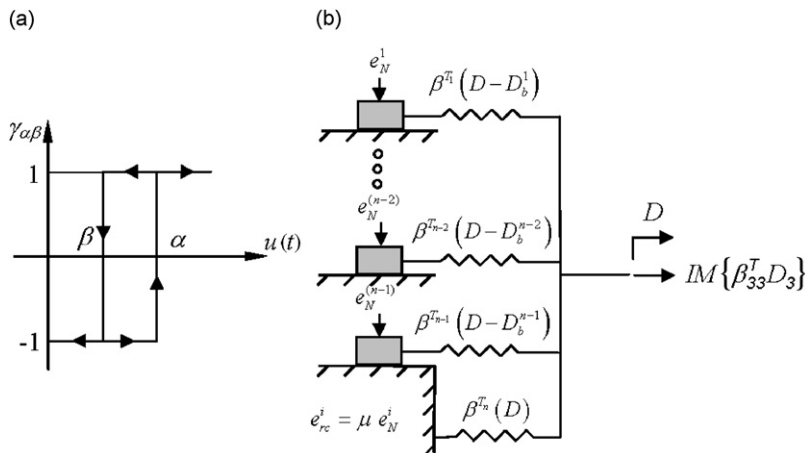 (a)
γαβ
1
β
α
u(t)
-1
(b)
e_N^1
β^{T_1}(D−D_b^1)
e_N^{(n-2)}
β^{T_{n-2}}(D−D_b^{n-2})
e_N^{(n-1)}
β^{T_{n-1}}(D−D_b^{n-1})
e_{rc}^i = μ e_N^i
β^{T_n}(D)
D
IM{β_{33}^T D_3}